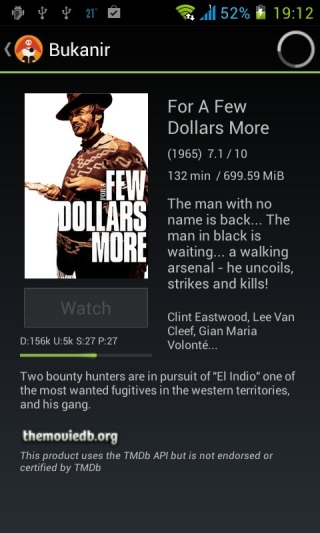 21° 52% 19:12
Bukanir
FOR A
FEW
DOLLARS
MORE
For A Few
Dollars More
(1965) 7.1 / 10
132 min / 699.59 MiB
The man with no
name is back... The
man in black is
waiting... a walking
arsenal - he uncoils,
strikes and kills!
Clint Eastwood, Lee Van
Cleef, Gian Maria
Volonté...
Watch
D:156k U:5k S:27 P:27
Two bounty hunters are in pursuit of "El Indio" one of
the most wanted fugitives in the western territories,
and his gang.
themoviedb.org
This product uses the TMDb API but is not endorsed or
certified by TMDb